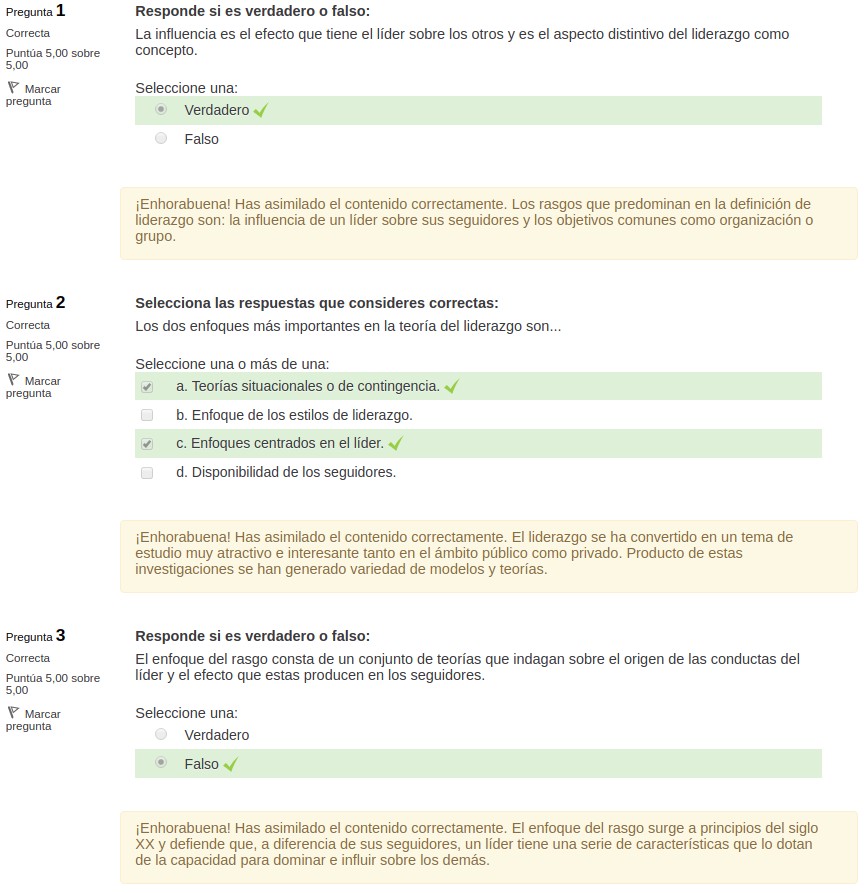 Pregunta 1
Correcta
Puntúa 5,00 sobre
5,00
Marcar
pregunta
Responde si es verdadero o falso:
La influencia es el efecto que tiene el líder sobre los otros y es el aspecto distintivo del liderazgo como
concepto.
Seleccione una:
Verdadero
Falso
¡Enhorabuena! Has asimilado el contenido correctamente. Los rasgos que predominan en la definición de
liderazgo son: la influencia de un líder sobre sus seguidores y los objetivos comunes como organización o
grupo.
Pregunta 2
Correcta
Puntúa 5,00 sobre
5,00
Marcar
pregunta
Selecciona las respuestas que consideres correctas:
Los dos enfoques más importantes en la teoría del liderazgo son...
Seleccione una o más de una:
a. Teorías situacionales o de contingencia.
b. Enfoque de los estilos de liderazgo.
c. Enfoques centrados en el líder.
d. Disponibilidad de los seguidores.
¡Enhorabuena! Has asimilado el contenido correctamente. El liderazgo se ha convertido en un tema de
estudio muy atractivo e interesante tanto en el ámbito público como privado. Producto de estas
investigaciones se han generado variedad de modelos y teorías.
Pregunta 3
Correcta
Puntúa 5,00 sobre
5,00
Marcar
pregunta
Responde si es verdadero o falso:
El enfoque del rasgo consta de un conjunto de teorías que indagan sobre el origen de las conductas del
líder y el efecto que estas producen en los seguidores.
Seleccione una:
Verdadero
Falso
¡Enhorabuena! Has asimilado el contenido correctamente. El enfoque del rasgo surge a principios del siglo
XX y defiende que, a diferencia de sus seguidores, un líder tiene una serie de características que lo dotan
de la capacidad para dominar e influir sobre los demás.